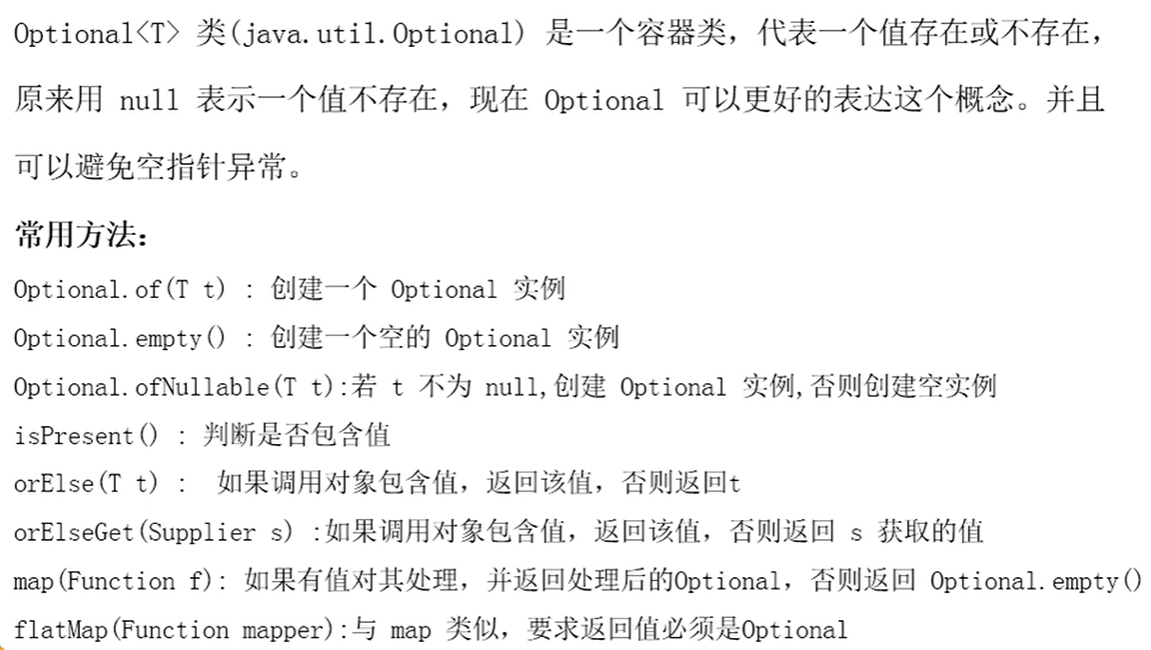 Optional<T> 类(java.util.Optional) 是一个容器类，代表一个值存在或不存在，
原来用 null 表示一个值不存在，现在 Optional 可以更好的表达这个概念。并且
可以避免空指针异常。
常用方法：
Optional.of(T t) : 创建一个 Optional 实例
Optional.empty() : 创建一个空的 Optional 实例
Optional.ofNullable(T t):若 t 不为 null,创建 Optional 实例,否则创建空实例
isPresent() : 判断是否包含值
orElse(T t) :  如果调用对象包含值，返回该值，否则返回t
orElseGet(Supplier s) :如果调用对象包含值，返回该值，否则返回 s 获取的值
map(Function f): 如果有值对其处理，并返回处理后的Optional，否则返回 Optional.empty()
flatMap(Function mapper):与 map 类似，要求返回值必须是Optional